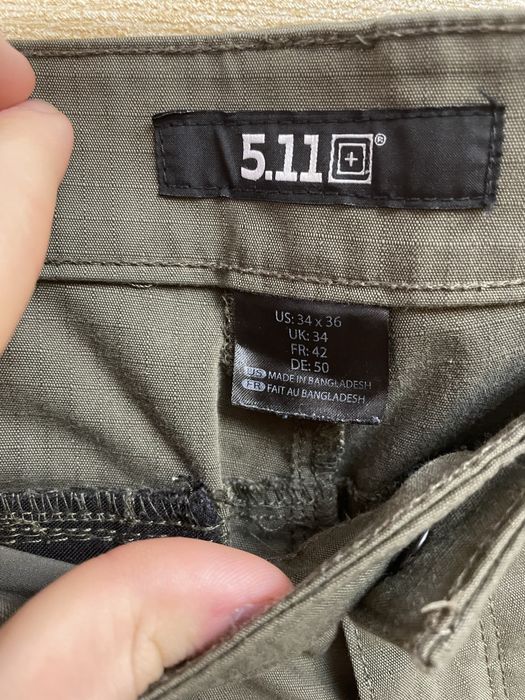 5.11®
US: 34 x 36
UK: 34
FR: 42
DE: 50
US MADE IN BANGLADESH
FR FAIT AU BANGLADESH